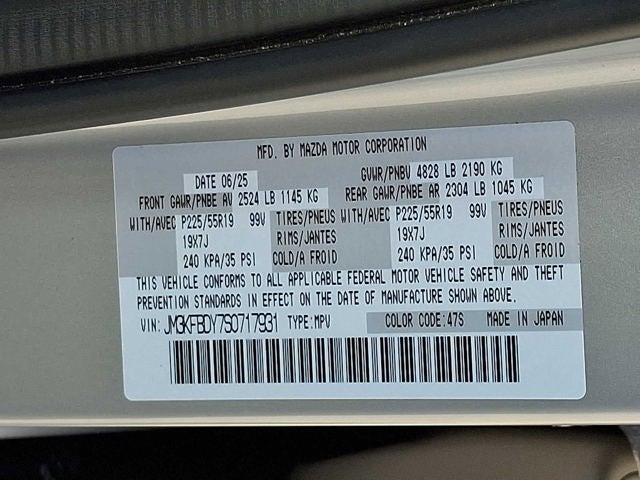 MFD. BY MAZDA MOTOR CORPORATION
DATE 06/25 GVWR/PNBV 4828 LB 2190 KG
FRONT GAWR/PNBE AV 2524 LB 1145 KG REAR GAWR/PNBE AR 2304 LB 1045 KG
WITH/AVEC P225/55R19 99V TIRES/PNEUS WITH/AVEC P225/55R19 99V TIRES/PNEUS
19X7J RIMS/JANTES 19X7J RIMS/JANTES
240 KPA/35 PSI COLD/A FROID 240 KPA/35 PSI COLD/A FROID
THIS VEHICLE CONFORMS TO ALL APPLICABLE FEDERAL MOTOR VEHICLE SAFETY AND THEFT
PREVENTION STANDARDS IN EFFECT ON THE DATE OF MANUFACTURE SHOWN ABOVE.
VIN: JM3KFBDY7S0717931 TYPE:MPV COLOR CODE:47S MADE IN JAPAN